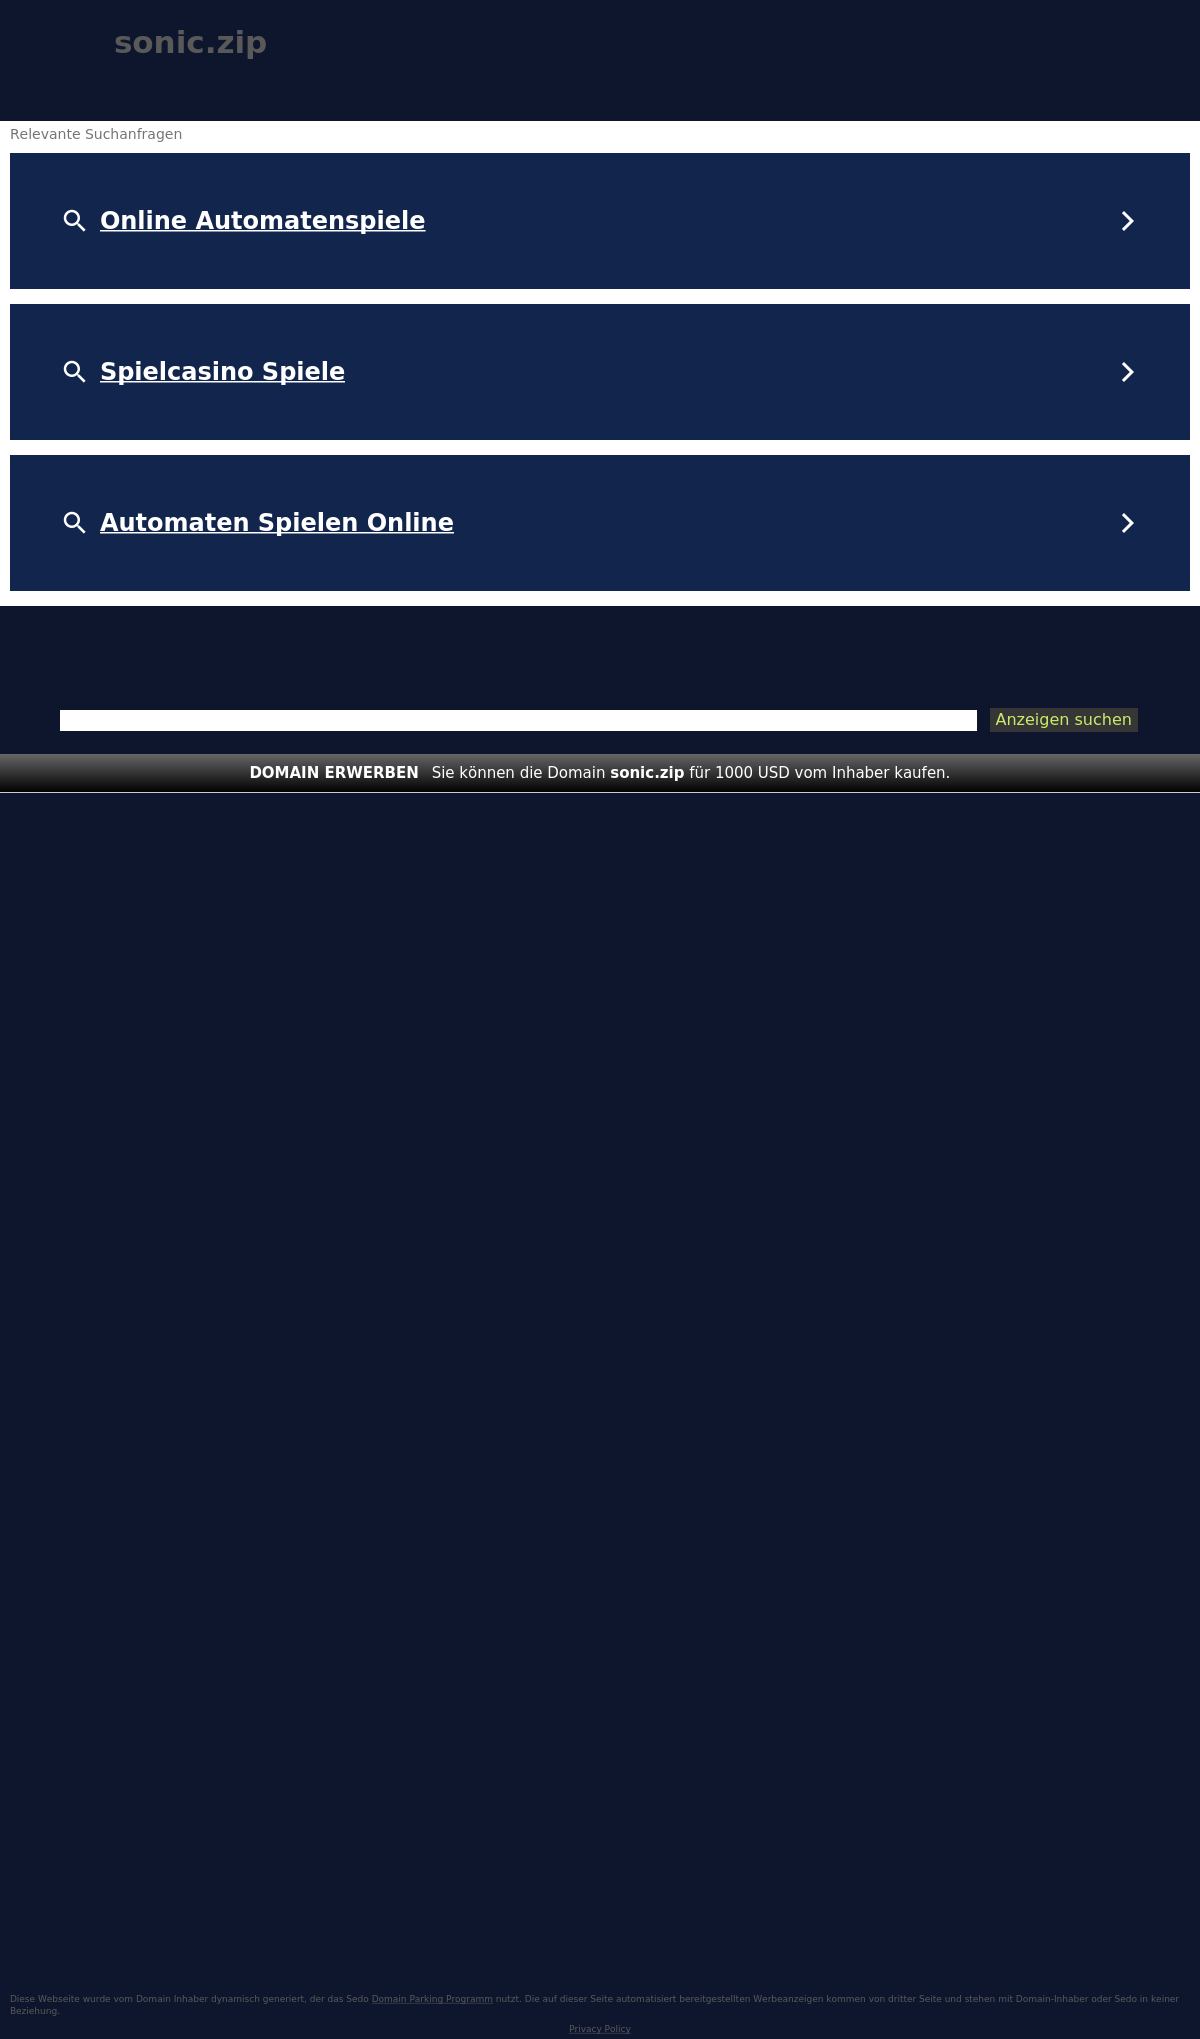 sonic.zip
Relevante Suchanfragen
Online Automatenspiele
Spielcasino Spiele
Automaten Spielen Online
Anzeigen suchen
DOMAIN ERWERBEN Sie können die Domain sonic.zip für 1000 USD vom Inhaber kaufen.
Diese Webseite wurde vom Domain Inhaber dynamisch generiert, der das Sedo Domain Parking Programm nutzt. Die auf dieser Seite automatisiert bereitgestellten Werbeanzeigen kommen von dritter Seite und stehen mit Domain-Inhaber oder Sedo in keiner
Beziehung.
Privacy Policy